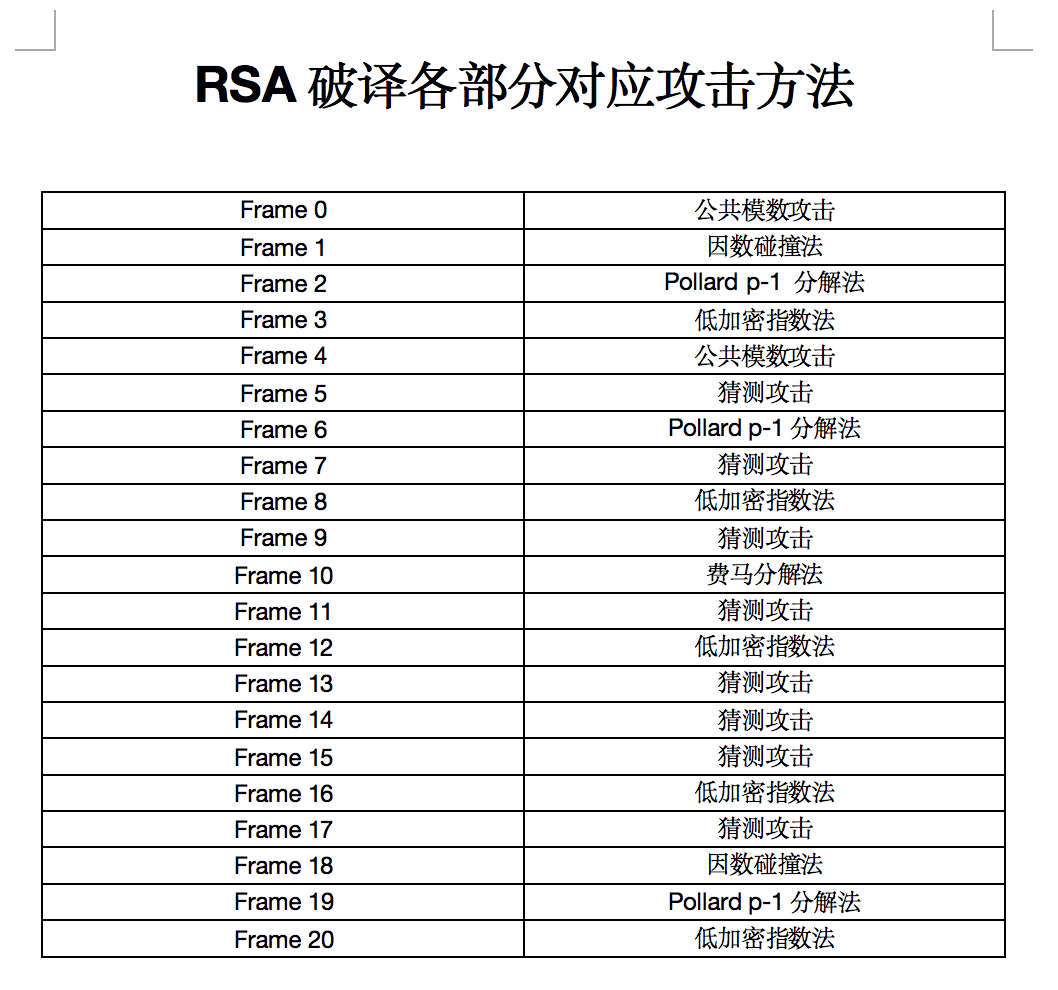 RSA 破译各部分对应攻击方法
Frame 0 公共模数攻击
Frame 1 因数碰撞法
Frame 2 Pollard p-1 分解法
Frame 3 低加密指数法
Frame 4 公共模数攻击
Frame 5 猜测攻击
Frame 6 Pollard p-1 分解法
Frame 7 猜测攻击
Frame 8 低加密指数法
Frame 9 猜测攻击
Frame 10 费马分解法
Frame 11 猜测攻击
Frame 12 低加密指数法
Frame 13 猜测攻击
Frame 14 猜测攻击
Frame 15 猜测攻击
Frame 16 低加密指数法
Frame 17 猜测攻击
Frame 18 因数碰撞法
Frame 19 Pollard p-1 分解法
Frame 20 低加密指数法